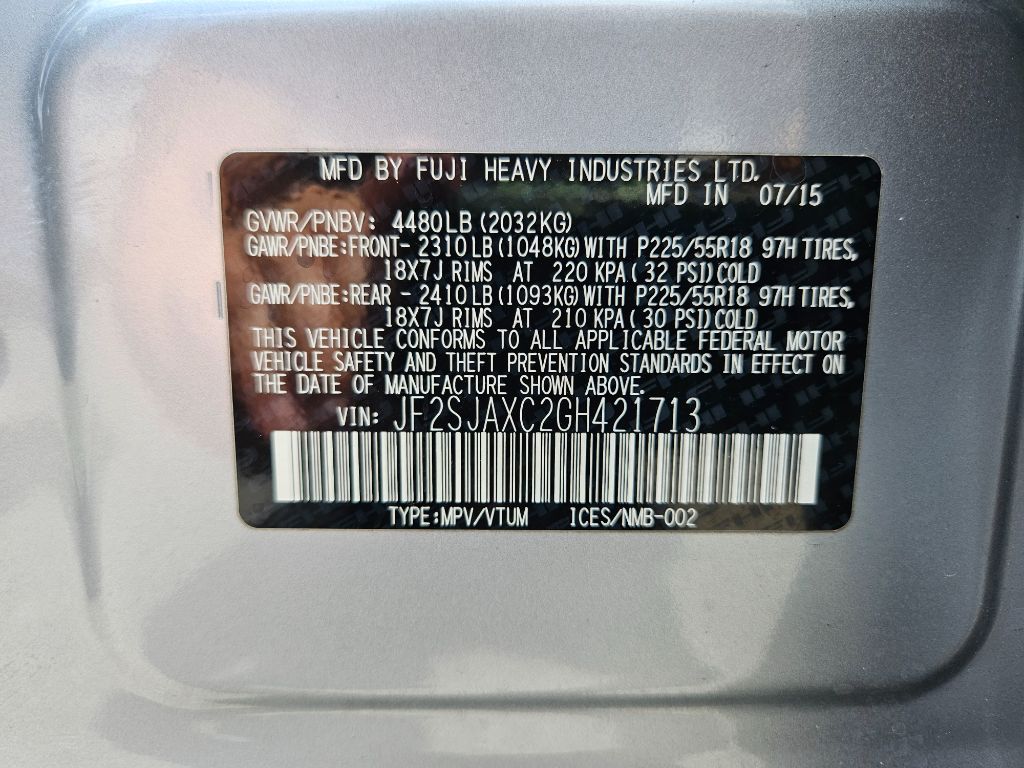 MFD BY FUJI HEAVY INDUSTRIES LTD.
MFD IN 07/15
GVWR/PNBV: 4480LB (2032KG)
GAWR/PNBE:FRONT- 2310LB (1048KG) WITH P225/55R18 97H TIRES,
18X7J RIMS AT 220 KPA ( 32 PSI) COLD
GAWR/PNBE:REAR - 2410LB (1093KG) WITH P225/55R18 97H TIRES,
18X7J RIMS AT 210 KPA ( 30 PSI) COLD
THIS VEHICLE CONFORMS TO ALL APPLICABLE FEDERAL MOTOR
VEHICLE SAFETY AND THEFT PREVENTION STANDARDS IN EFFECT ON
THE DATE OF MANUFACTURE SHOWN ABOVE.
VIN: JF2SJAXC2GH421713
TYPE:MPV/VTUM ICES/NMB-002